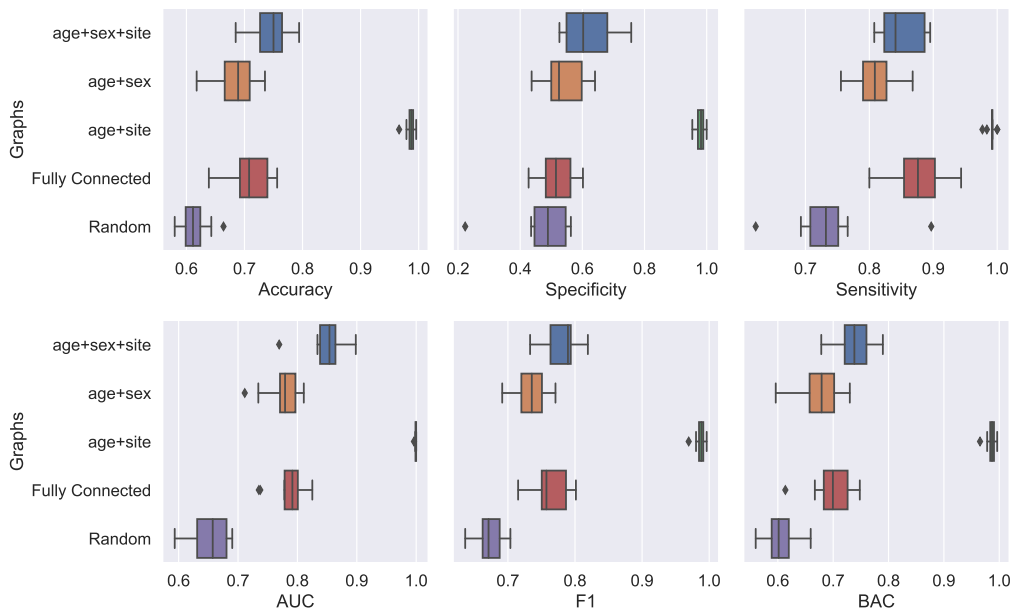 Graphs
age+sex+site
age+sex
age+site
Fully Connected
Random
0.6 0.7 0.8 0.9 1.0
Accuracy
0.2 0.4 0.6 0.8 1.0
Specificity
0.7 0.8 0.9 1.0
Sensitivity
Graphs
age+sex+site
age+sex
age+site
Fully Connected
Random
0.6 0.7 0.8 0.9 1.0
AUC
0.7 0.8 0.9 1.0
F1
0.6 0.7 0.8 0.9 1.0
BAC